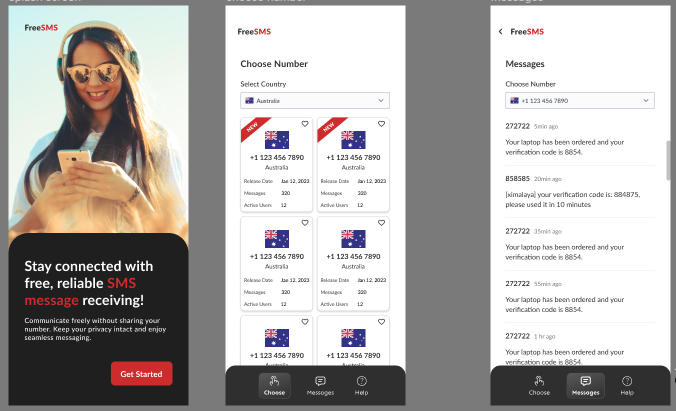 Splash screen
FreeSMS
Stay connected with
free, reliable SMS
message receiving!
Communicate freely without sharing your
number. Keep your privacy intact and enjoy
seamless messaging.
Get Started
Choose Number
FreeSMS
Choose Number
Select Country
Australia
NEW
NEW
+1 123 456 7890
+1 123 456 7890
Australia
Australia
Release Date Jan 12, 2023
Release Date Jan 12, 2023
Messages 320
Messages 320
Active Users 12
Active Users 12
+1 123 456 7890
+1 123 456 7890
Australia
Australia
Release Date Jan 12, 2023
Release Date Jan 12, 2023
Messages 320
Messages 320
Active Users 12
Active Users 12
+1 123 456 7890
+1 123 456 7890
Choose
Messages
Help
Messages
FreeSMS
Messages
Choose Number
+1 123 456 7890
272722 5min ago
Your laptop has been ordered and your
verification code is 8854.
858585 20min ago
[ximalaya] your verification code is: 884875,
please used it in 10 minutes
272722 35min ago
Your laptop has been ordered and your
verification code is 8854.
272722 55min ago
Your laptop has been ordered and your
verification code is 8854.
272722 1 hr ago
Your laptop has been ordered and your
verification code is 8854.
Choose
Messages
Help